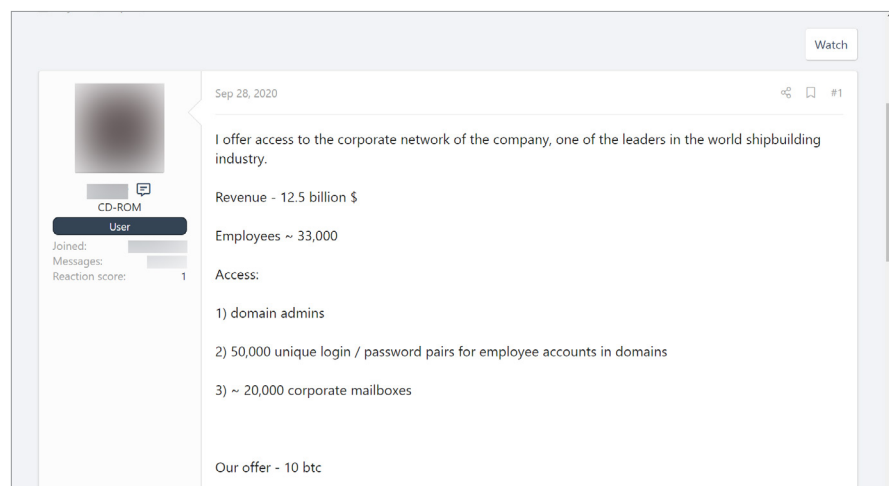 Watch
Sep 28, 2020
#1
CD-ROM
User
Joined:
Messages:
Reaction score: 1
I offer access to the corporate network of the company, one of the leaders in the world shipbuilding
industry.
Revenue - 12.5 billion $
Employees ~ 33,000
Access:
1) domain admins
2) 50,000 unique login / password pairs for employee accounts in domains
3) ~ 20,000 corporate mailboxes
Our offer - 10 btc